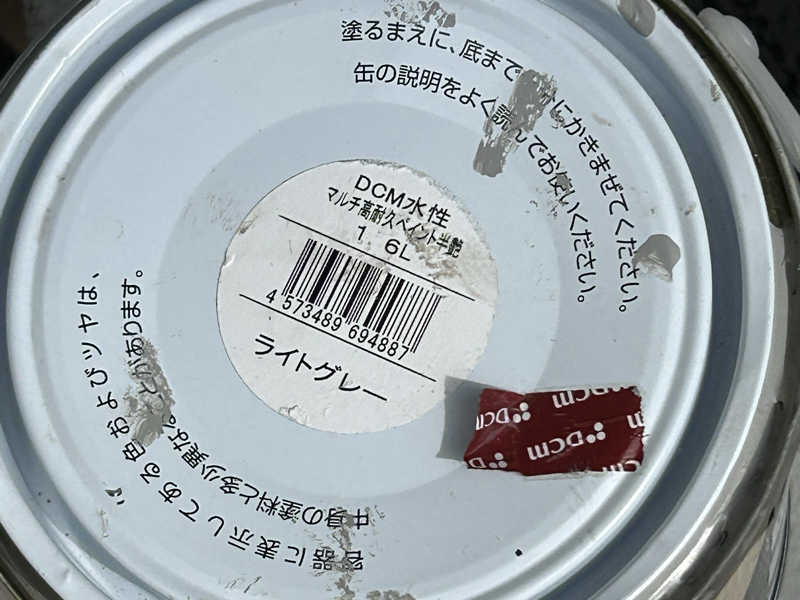 塗るまえに、底まで にかきまぜてください。
缶の説明をよく読んでお使いください。
DCM水性
マルチ高耐久ペイント半艶
1 6L
4 573489 694887
ライトグレー
DCM
DCM
DCM
DCM
DCM
容器に表示してある色およびツヤは、
中身の塗料と多少異な とがあります。